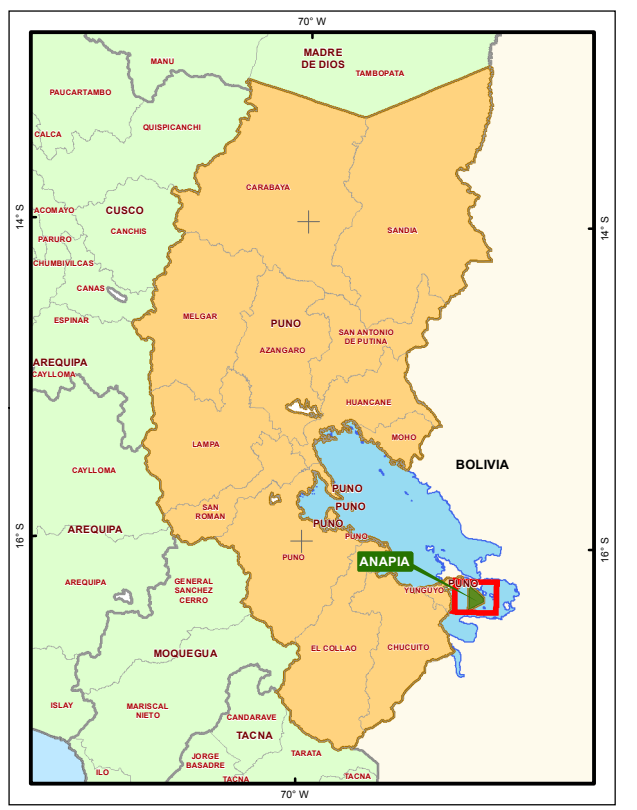 70° W
MANU
MADRE
DE DIOS
TAMBOPATA
PAUCARTAMBO
QUISPICANCHI
CALCA
CARABAYA
ACOMAYO
CUSCO
14° S
14° S
CANCHIS
SANDIA
PARURO
CHUMBIVILCAS
CANAS
MELGAR
ESPINAR
PUNO
SAN ANTONIO
DE PUTINA
AZANGARO
AREQUIPA
CAYLLOMA
HUANCANE
MOHO
LAMPA
BOLIVIA
CAYLLOMA
PUNO
SAN
ROMAN
PUNO
PUNO
AREQUIPA
PUNO
16° S
16° S
PUNO
ANAPIA
AREQUIPA
GENERAL
SANCHEZ
CERRO
PUNO
YUNGUYO
EL COLLAO
CHUCUITO
MOQUEGUA
ISLAY
MARISCAL
NIETO
CANDARAVE
TACNA
JORGE
BASADRE
TARATA
ILO
TACNA
TACNA
70° W